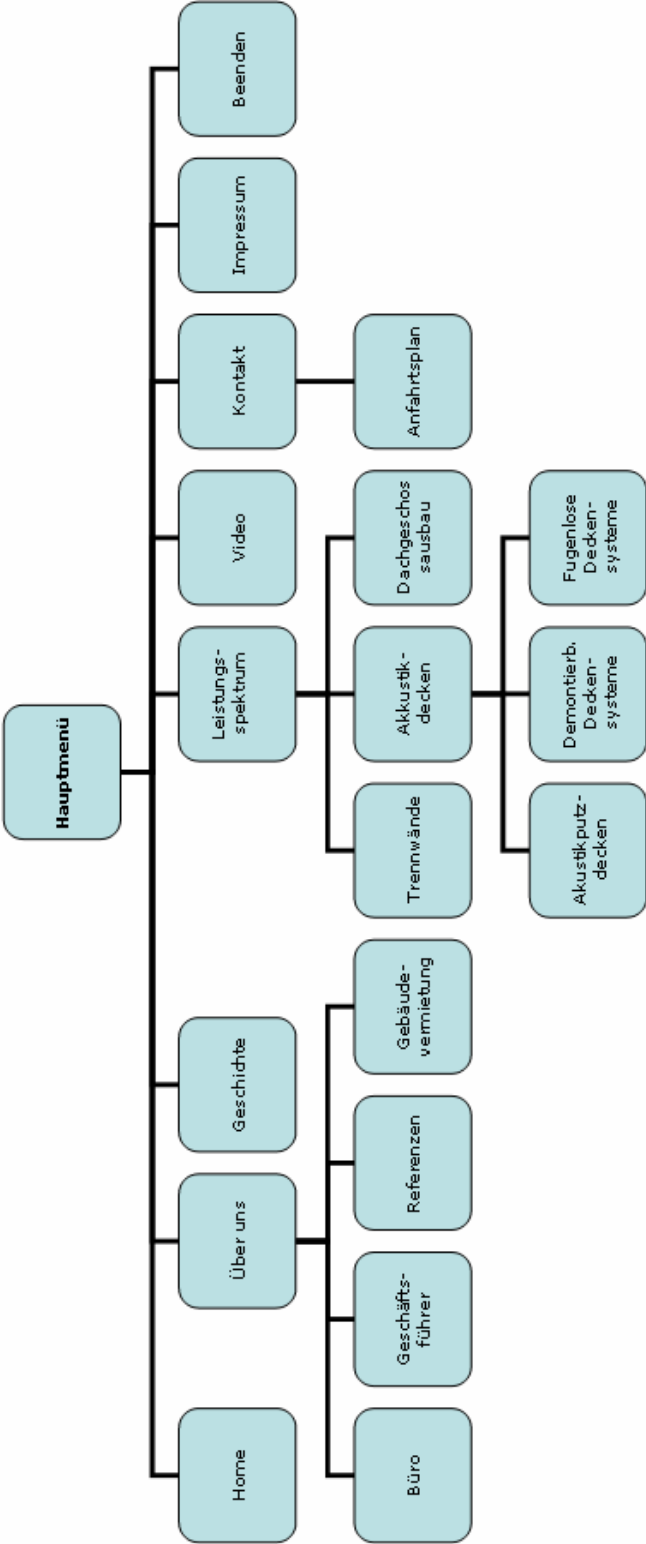 Hauptmenü
Home
Über uns
Geschichte
Leistungs-
spektrum
Video
Kontakt
Impressum
Beenden
Büro
Geschäfts-
führer
Referenzen
Gebäude-
vermietung
Trennwände
Akkustik-
decken
Dachgeschos
sausbau
Anfahrtsplan
Akustikputz-
decken
Demontierb.
Decken-
systeme
Fugenlose
Decken-
systeme